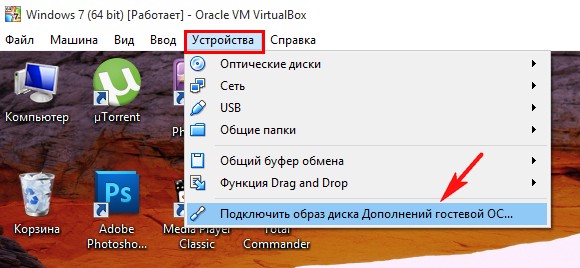 Windows 7 (64 bit) [Работает] - Oracle VM VirtualBox
Файл Машина Вид Ввод Устройства Справка
Оптические диски
Сеть
USB
Общие папки
Общий буфер обмена
Функция Drag and Drop
Подключить образ диска Дополнений гостевой ОС...
Компьютер
µTorrent
Ph
Корзина
Adobe Photosho...
Media Player Classic
Total Commander